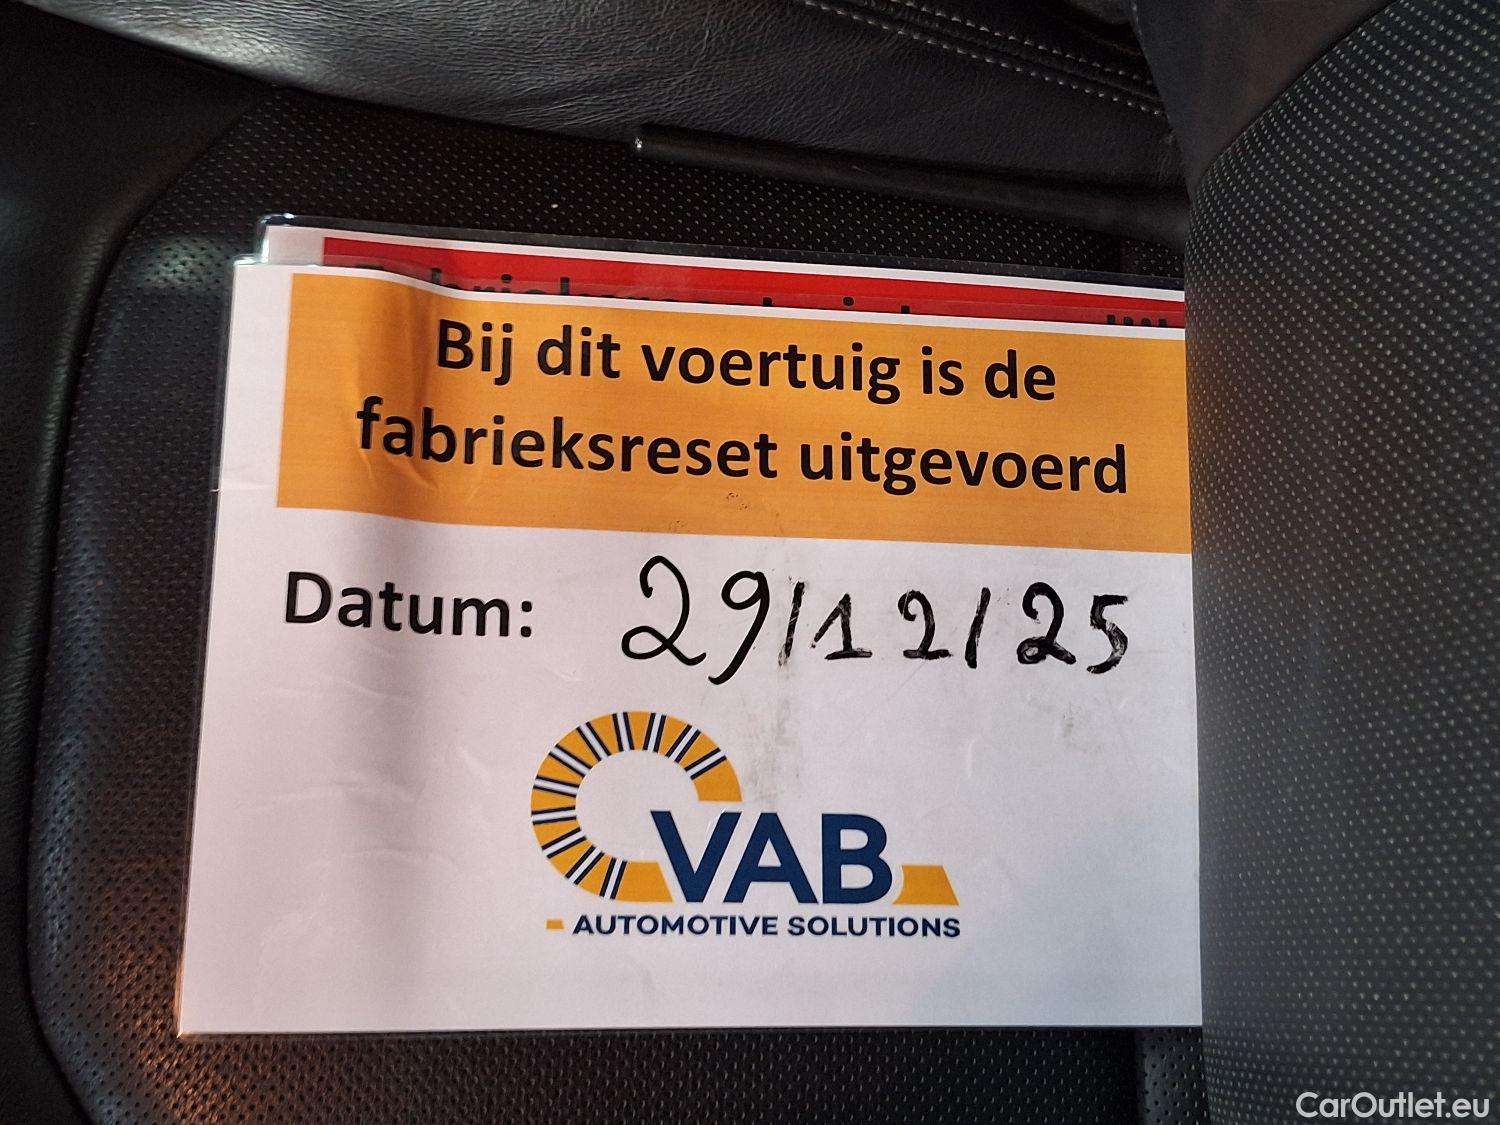 Bij dit voertuig is de
fabrieksreset uitgevoerd
Datum: 29/12/25
VAB
AUTOMOTIVE SOLUTIONS
CarOutlet.eu